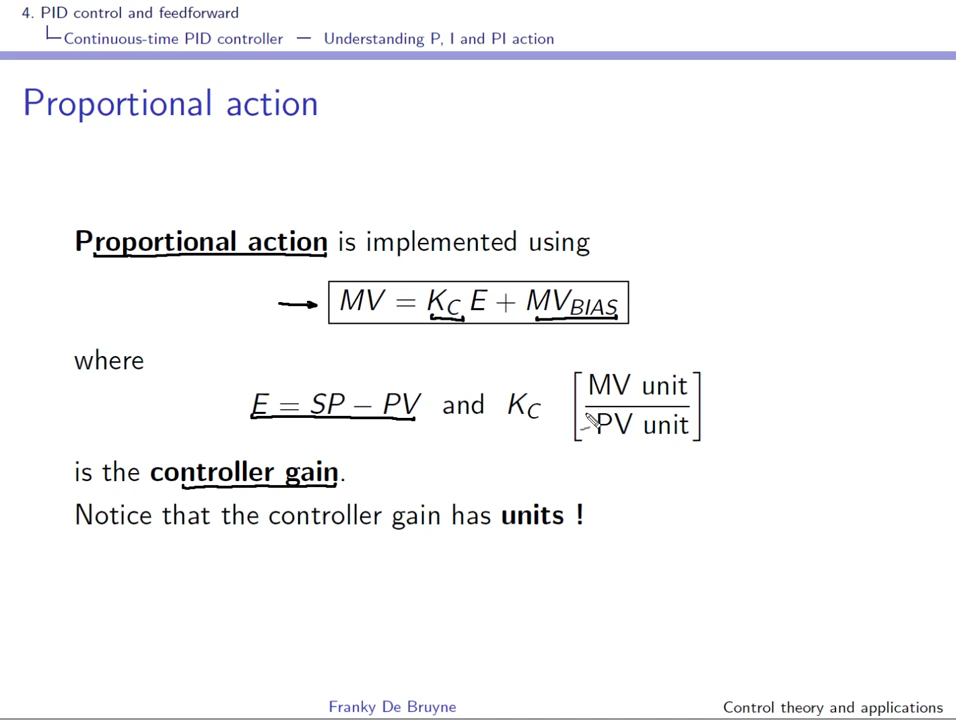 4. PID control and feedforward
Continuous-time PID controller — Understanding P, I and PI action
Proportional action
Proportional action is implemented using
MV = K_C E + MV_BIAS
where
E = SP − PV and K_C [MV unit / PV unit]
is the controller gain.
Notice that the controller gain has units !
Franky De Bruyne
Control theory and applications